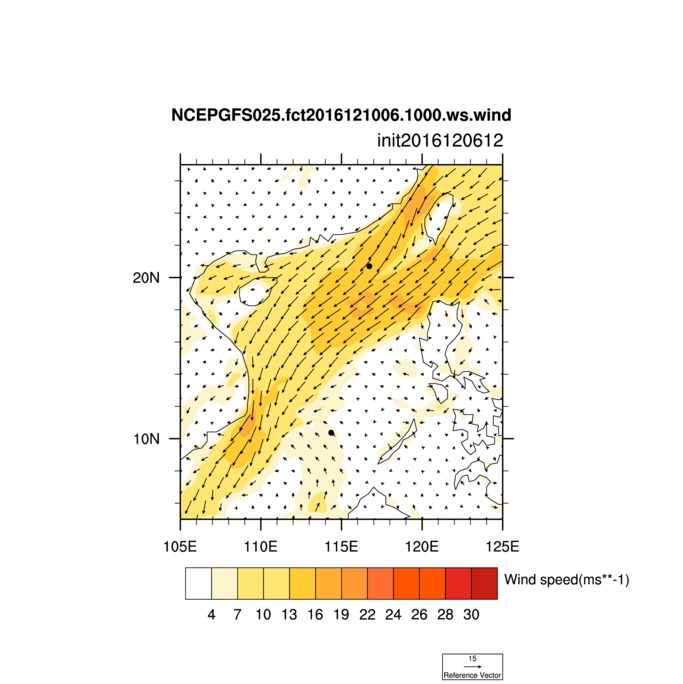 NCEPGFS025.fct2016121006.1000.ws.wind
init2016120612
20N
10N
105E 110E 115E 120E 125E
Wind speed(ms**-1)
4 7 10 13 16 19 22 24 26 28 30
15
Reference Vector